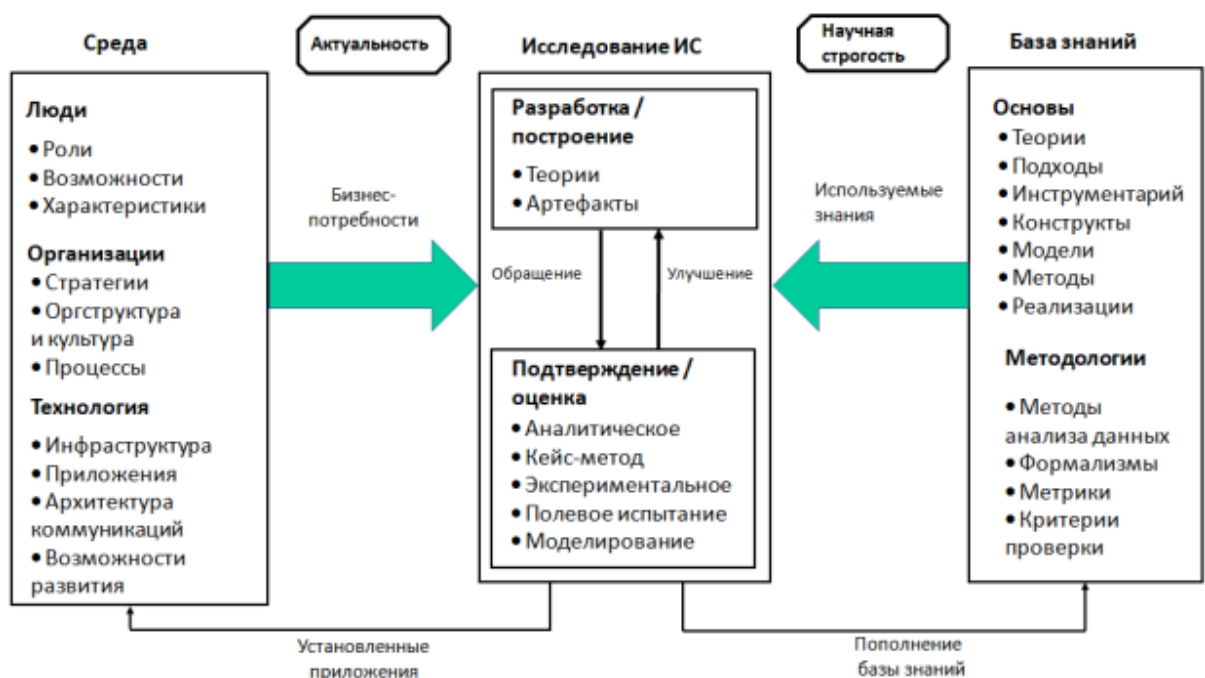 Среда
Актуальность
Исследование ИС
Научная
строгость
База знаний
Люди
• Роли
• Возможности
• Характеристики
Организации
• Стратегии
• Оргструктура
и культура
• Процессы
Технология
• Инфраструктура
• Приложения
• Архитектура
коммуникаций
• Возможности
развития
Бизнес-
потребности
Разработка /
построение
• Теории
• Артефакты
Обращение
Улучшение
Подтверждение /
оценка
• Аналитическое
• Кейс-метод
• Экспериментальное
• Полевое испытание
• Моделирование
Используемые
знания
Основы
• Теории
• Подходы
• Инструментарий
• Конструкты
• Модели
• Методы
• Реализации
Методологии
• Методы
анализа данных
• Формализмы
• Метрики
• Критерии
проверки
Установленные
приложения
Пополнение
базы знаний